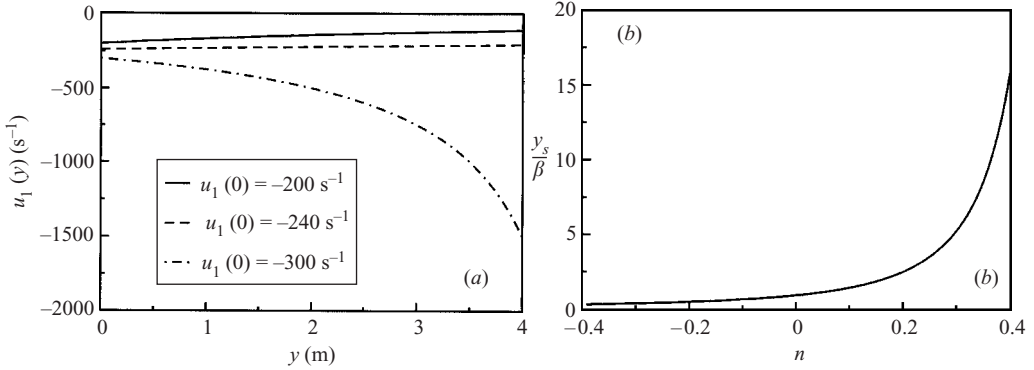 0
–500
–1000
–1500
–2000
u₁ (y) (s⁻¹)
u₁ (0) = –200 s⁻¹
u₁ (0) = –240 s⁻¹
u₁ (0) = –300 s⁻¹
(a)
0 1 2 3 4
y (m)
20
15
10
5
0
yₛ
β
(b)
(b)
–0.4 –0.2 0 0.2 0.4
n